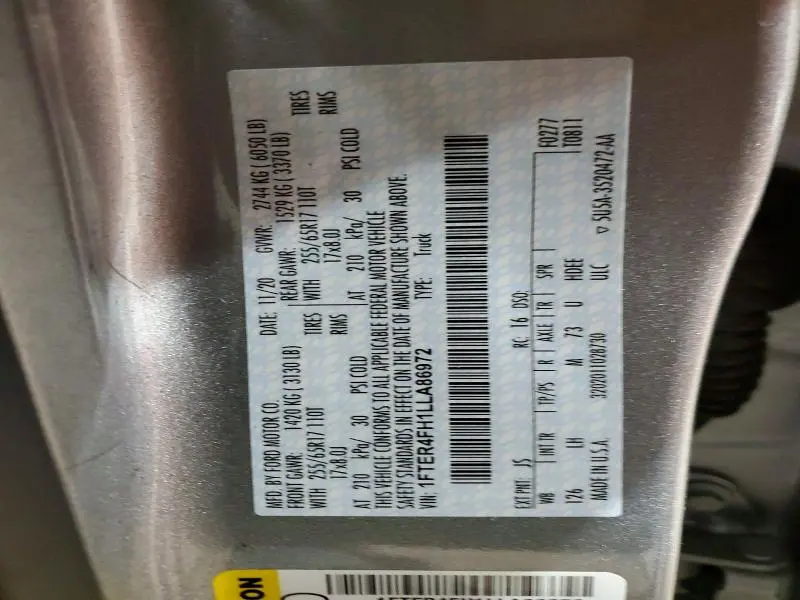 MFD. BY FORD MOTOR CO.
DATE: 11/20 GVWR: 2744 KG ( 6050 LB)
FRONT GAWR: 1420 KG ( 3130 LB) REAR GAWR: 1529 KG ( 3370 LB)
WITH 255/65R17 110T TIRES WITH 255/65R17 110T TIRES
17x8.0J RIMS 17x8.0J RIMS
AT 210 kPa/ 30 PSI COLD AT 210 kPa/ 30 PSI COLD
THIS VEHICLE CONFORMS TO ALL APPLICABLE FEDERAL MOTOR VEHICLE
SAFETY STANDARDS IN EFFECT ON THE DATE OF MANUFACTURE SHOWN ABOVE.
VIN: 1FTER4FH1LLA86972 TYPE: Truck
EXT PNT: JS RC: 16 DSO: F0277
WB INT TR TP/PS R AXLE TR SPR T0811
126 LH M 73 U HDEE
MADE IN U.S.A. 3202011028730 ULC ▽ 5U5A-3520472-AA